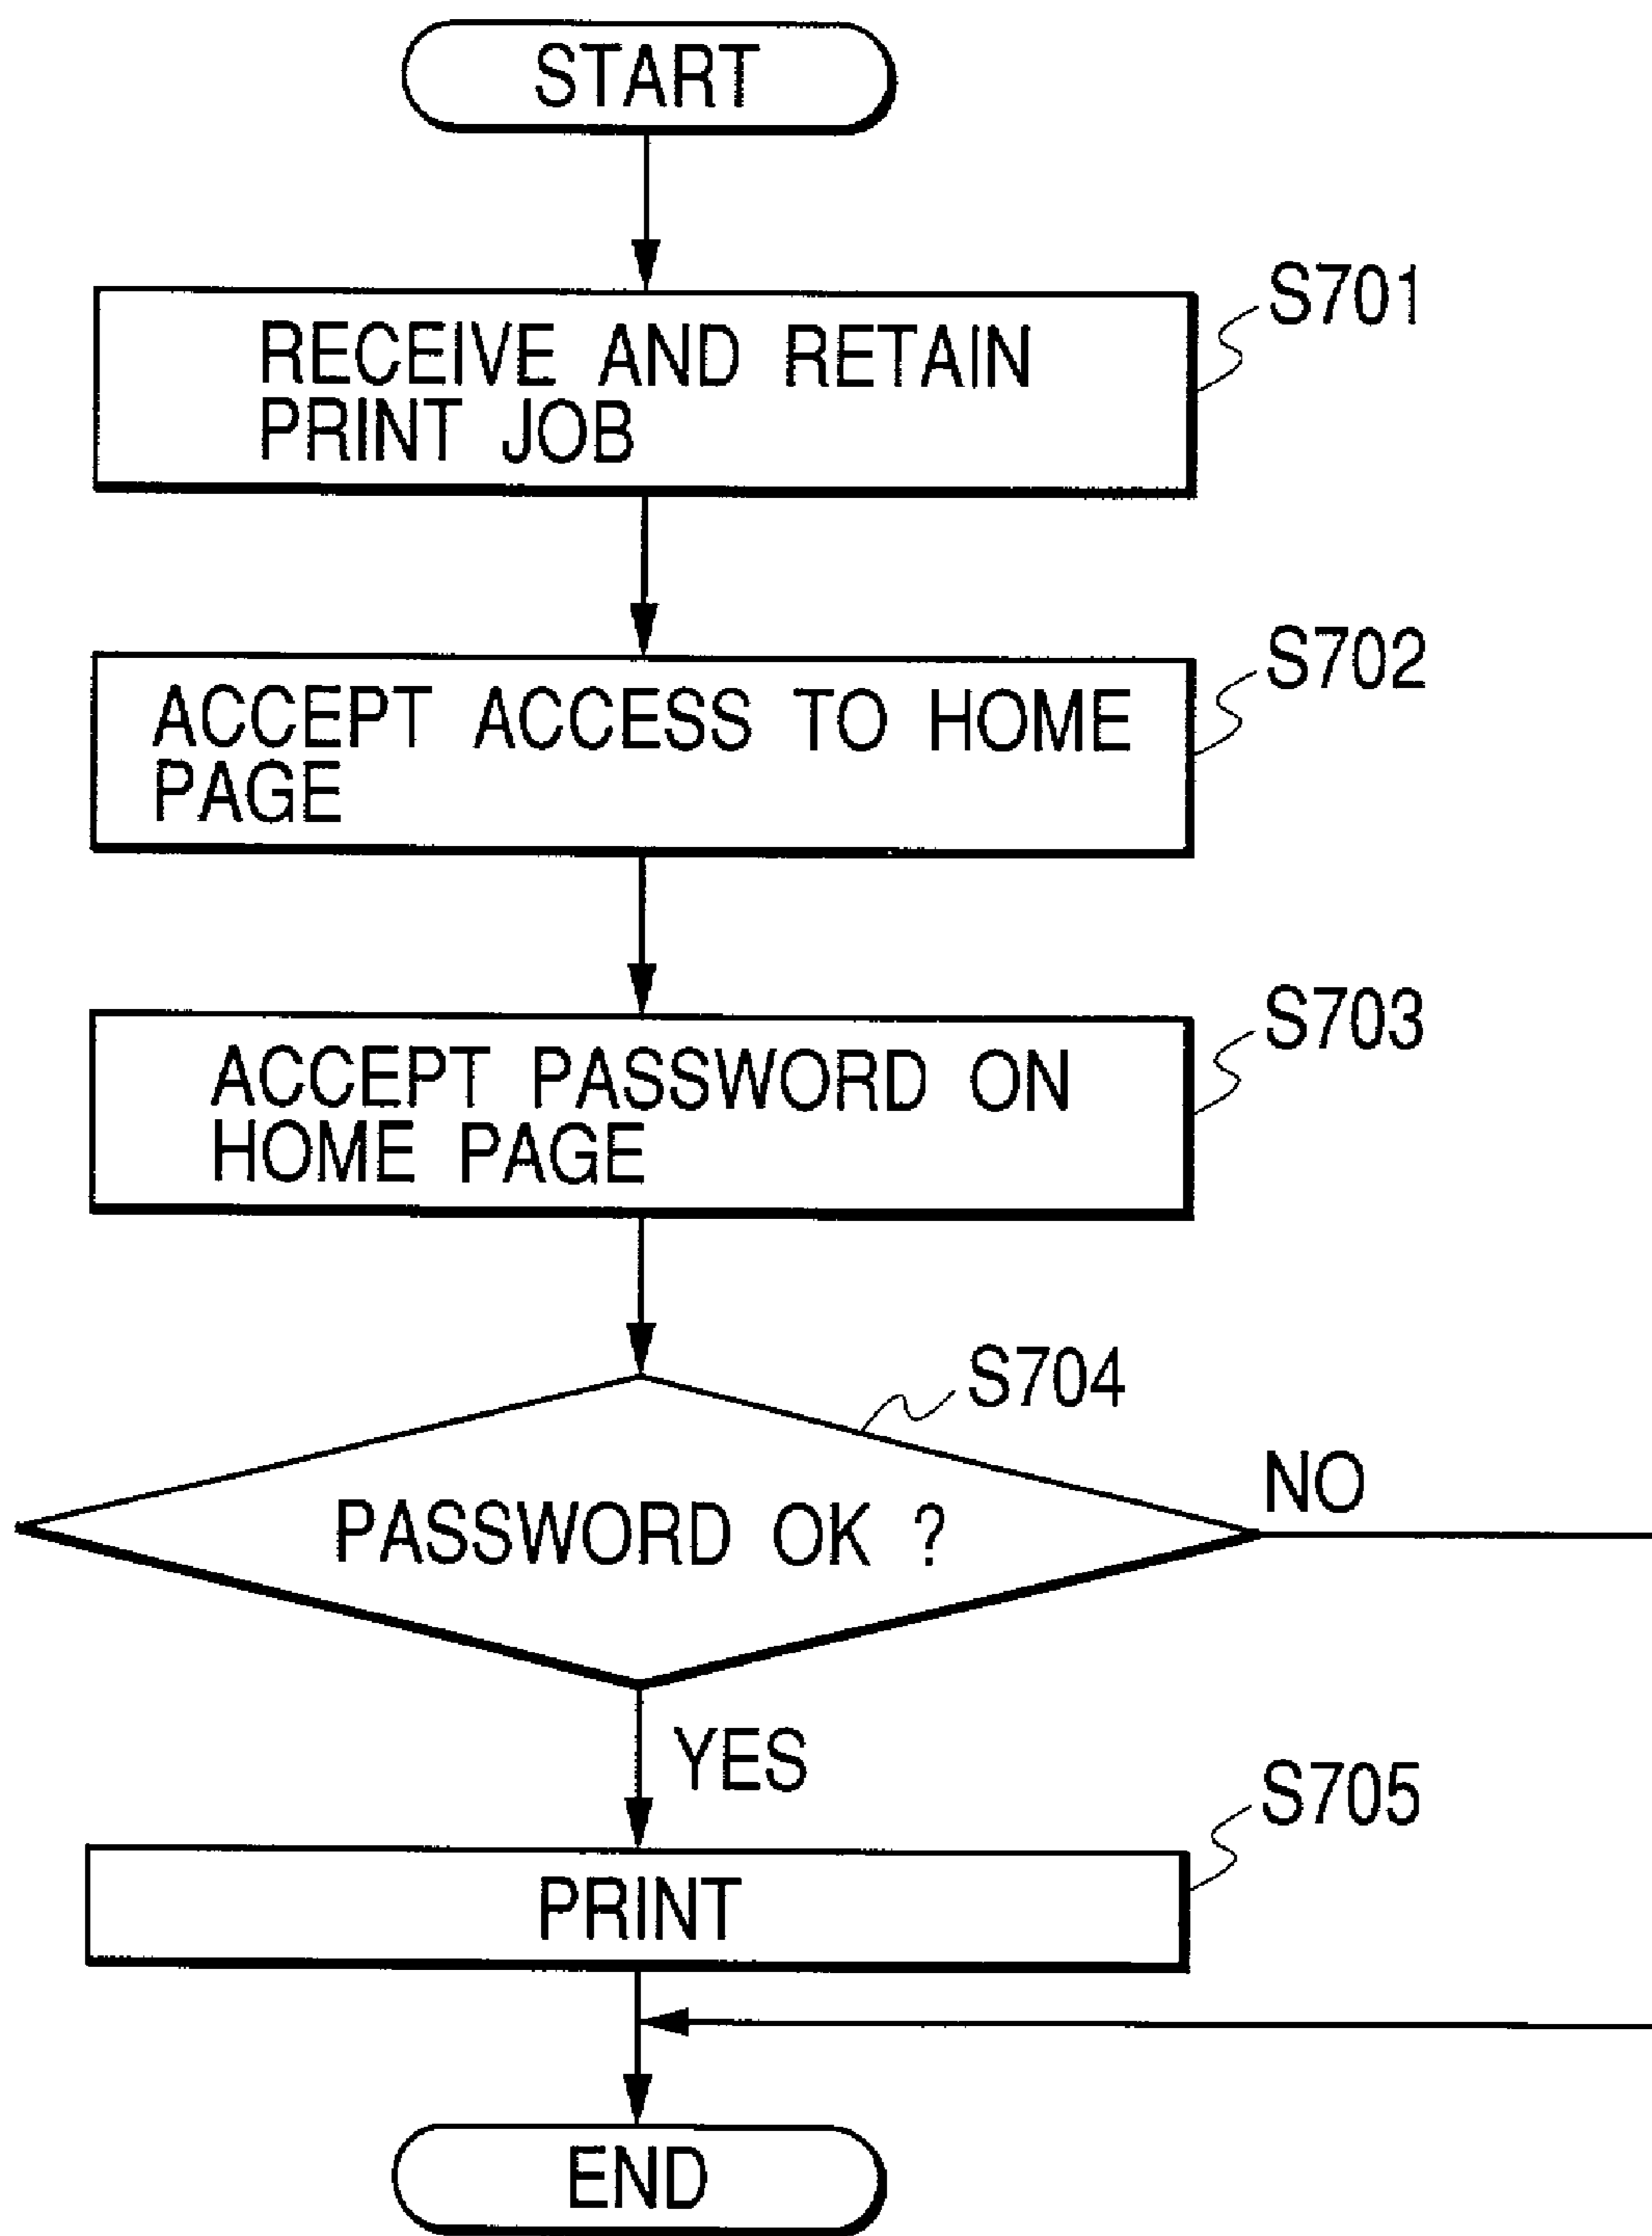 START
S701
RECEIVE AND RETAIN
PRINT JOB
S702
ACCEPT ACCESS TO HOME
PAGE
S703
ACCEPT PASSWORD ON
HOME PAGE
S704
NO
PASSWORD OK ?
YES
S705
PRINT
END